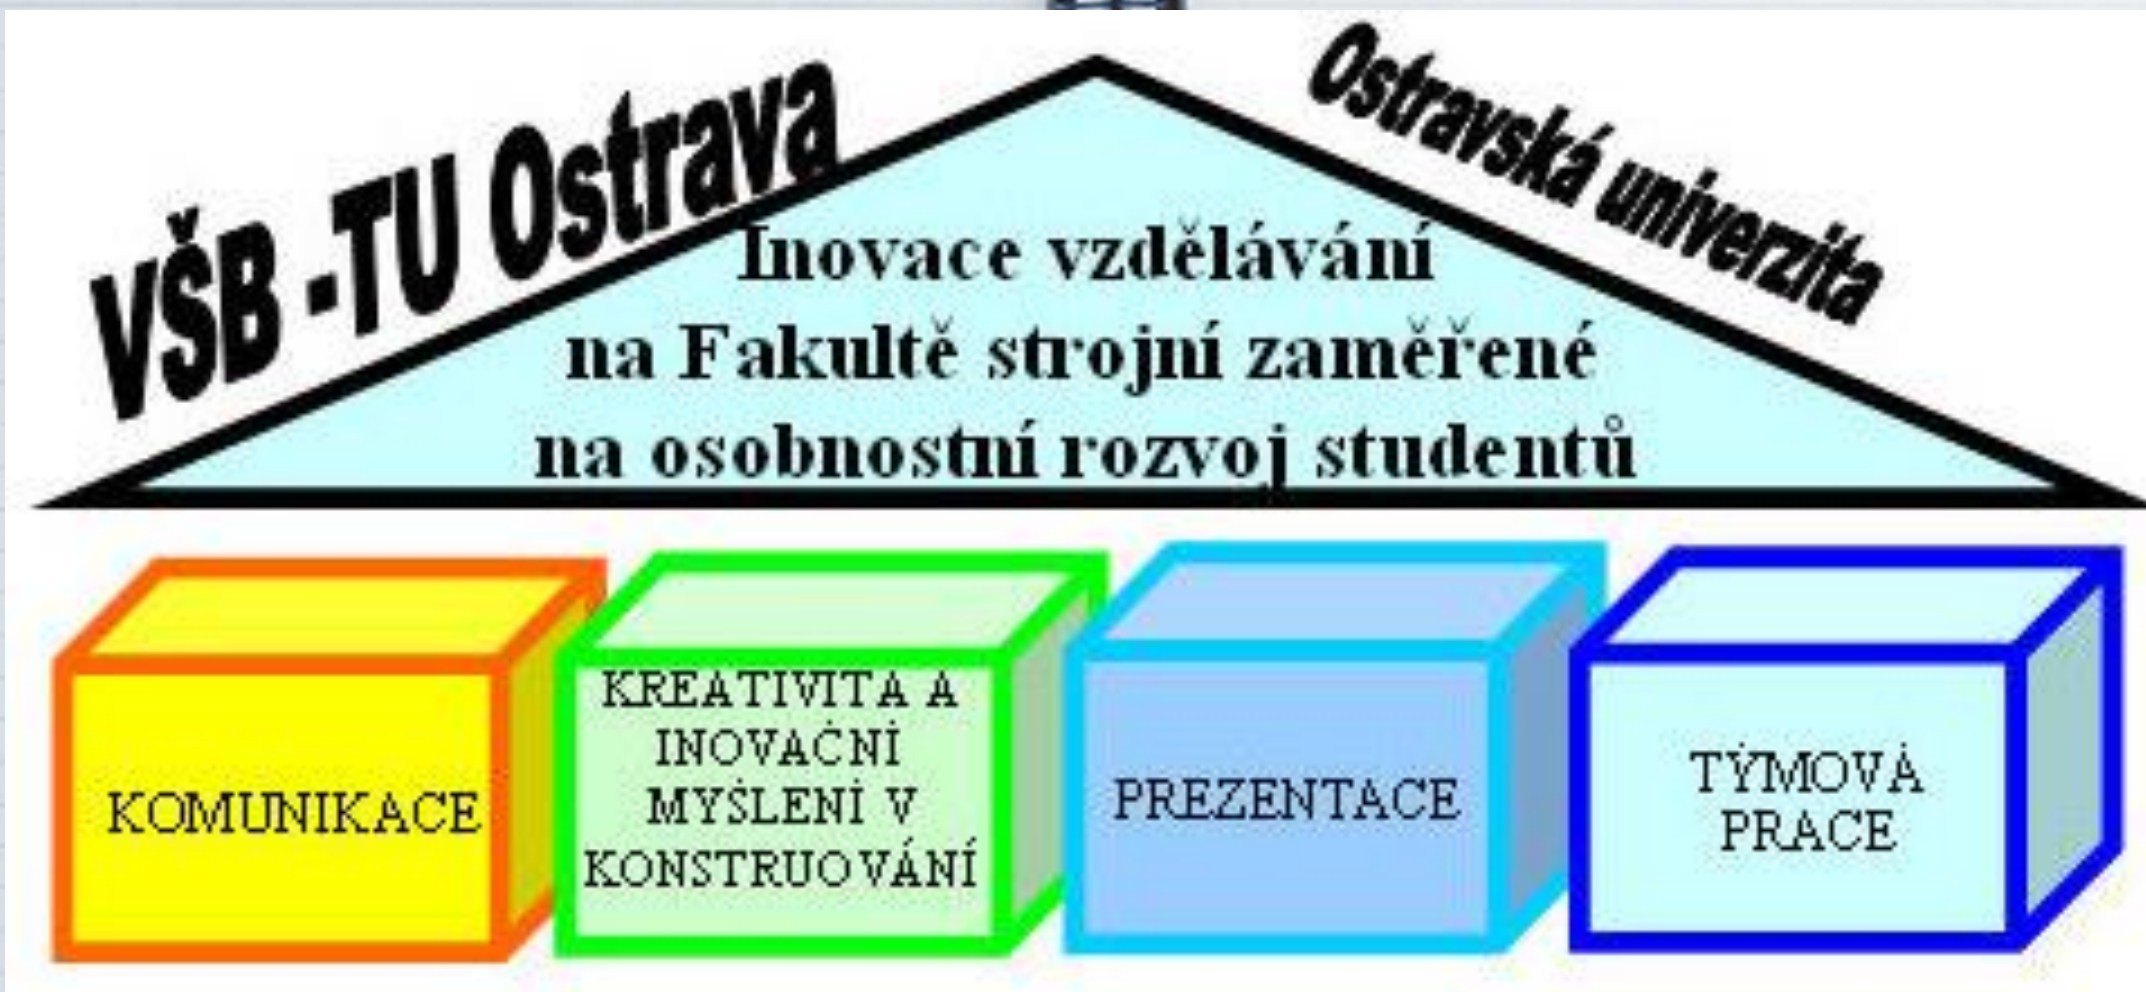 VŠB -TU Ostrava
Ostravská univerzita
Inovace vzdělávání
na Fakultě strojní zaměřené
na osobnostní rozvoj studentů
KOMUNIKACE
KREATIVITA A
INOVAČNÍ
MYŠLENÍ V
KONSTRUOVÁNÍ
PREZENTACE
TÝMOVÁ
PRÁCE